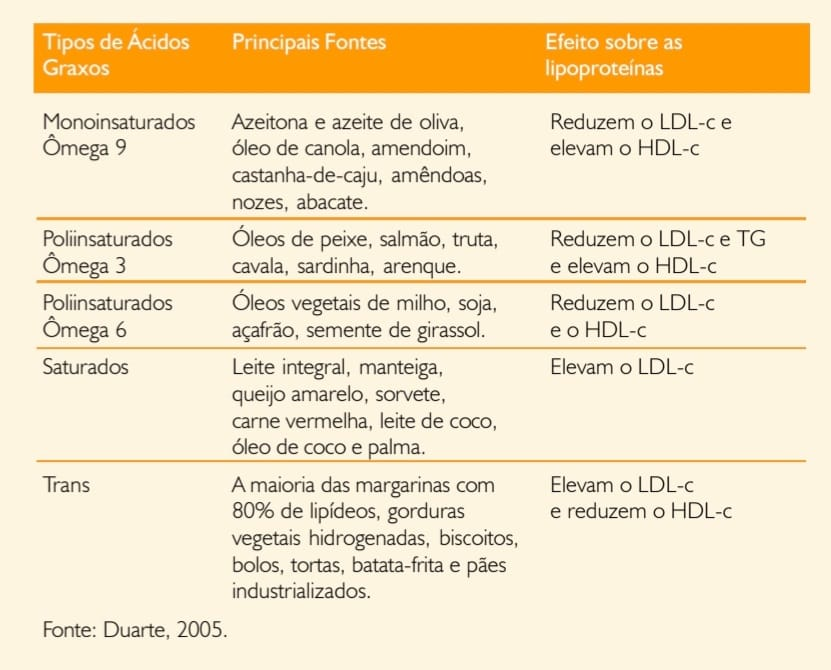 Tipos de Ácidos Graxos
Principais Fontes
Efeito sobre as lipoproteínas
Monoinsaturados
Ômega 9
Azeitona e azeite de oliva,
óleo de canola, amendoim,
castanha-de-caju, amêndoas,
nozes, abacate.
Reduzem o LDL-c e
elevam o HDL-c
Poliinsaturados
Ômega 3
Óleos de peixe, salmão, truta,
cavala, sardinha, arenque.
Reduzem o LDL-c e TG
e elevam o HDL-c
Poliinsaturados
Ômega 6
Óleos vegetais de milho, soja,
açafrão, semente de girassol.
Reduzem o LDL-c
e o HDL-c
Saturados
Leite integral, manteiga,
queijo amarelo, sorvete,
carne vermelha, leite de coco,
óleo de coco e palma.
Elevam o LDL-c
Trans
A maioria das margarinas com
80% de lipídeos, gorduras
vegetais hidrogenadas, biscoitos,
bolos, tortas, batata-frita e pães
industrializados.
Elevam o LDL-c
e reduzem o HDL-c
Fonte: Duarte, 2005.